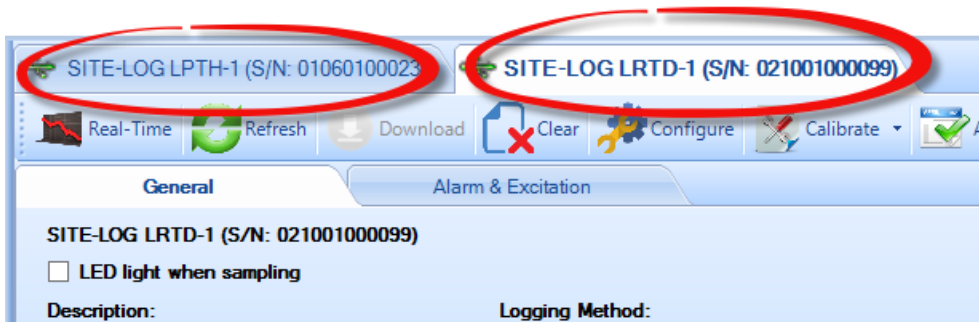 SITE-LOG LPTH-1 (S/N: 01060100023 SITE-LOG LRTD-1 (S/N: 021001000099)
Real-Time Refresh Download Clear Configure Calibrate
General Alarm & Excitation
SITE-LOG LRTD-1 (S/N: 021001000099)
LED light when sampling
Description: Logging Method: